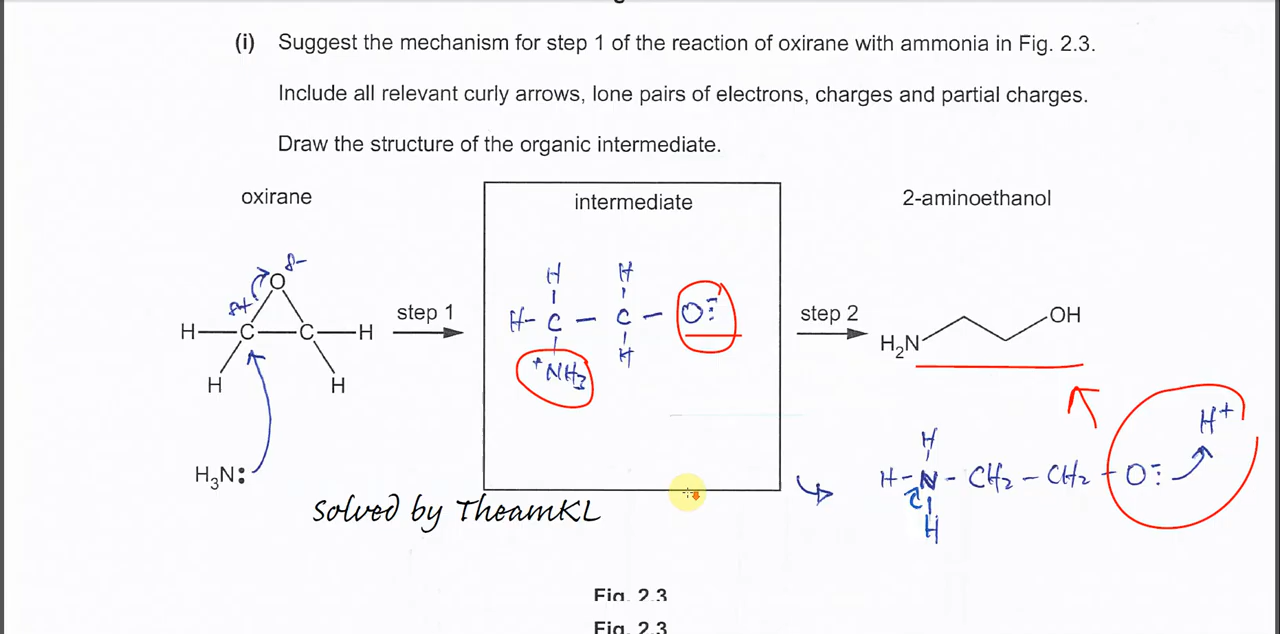 (i) Suggest the mechanism for step 1 of the reaction of oxirane with ammonia in Fig. 2.3.
Include all relevant curly arrows, lone pairs of electrons, charges and partial charges.
Draw the structure of the organic intermediate.
oxirane
intermediate
2-aminoethanol
δ-
O
δ+
H—C—C—H
H H
H₃N:
step 1
H H
H-C-C-O:⁻
+NH₃ H
step 2
H₂N OH
H+
H
H-N-CH₂-CH₂-O:
H
Solved by TheamKL
Fig. 2.3
Fig. 2.3